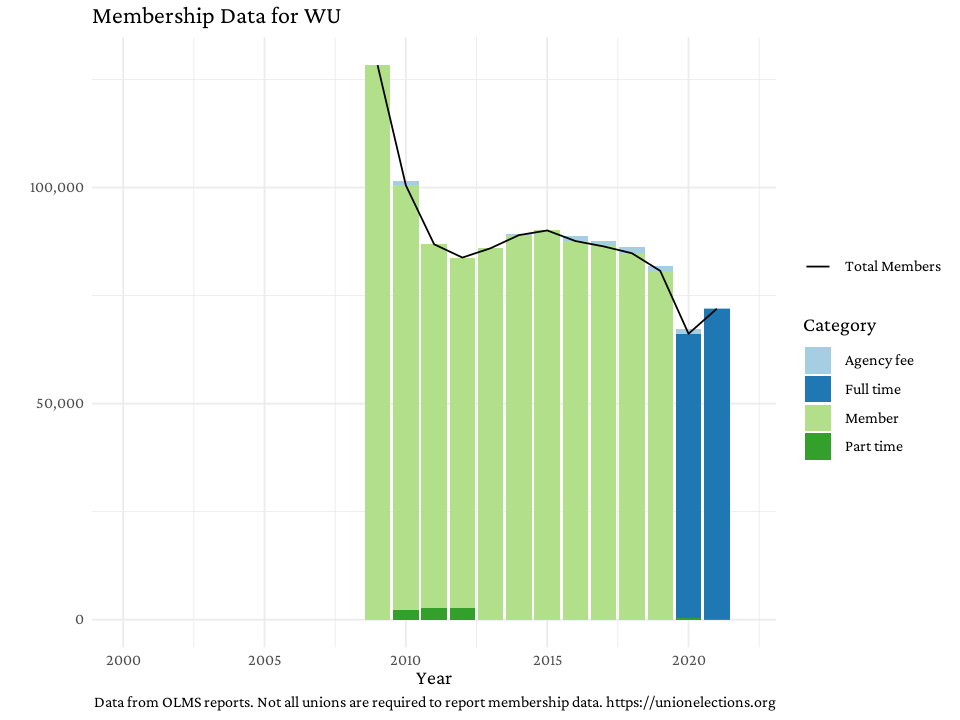 Membership Data for WU
100,000
50,000
0
2000 2005 2010 2015 2020
Year
Total Members
Category
Agency fee
Full time
Member
Part time
Data from OLMS reports. Not all unions are required to report membership data. https://unionelections.org